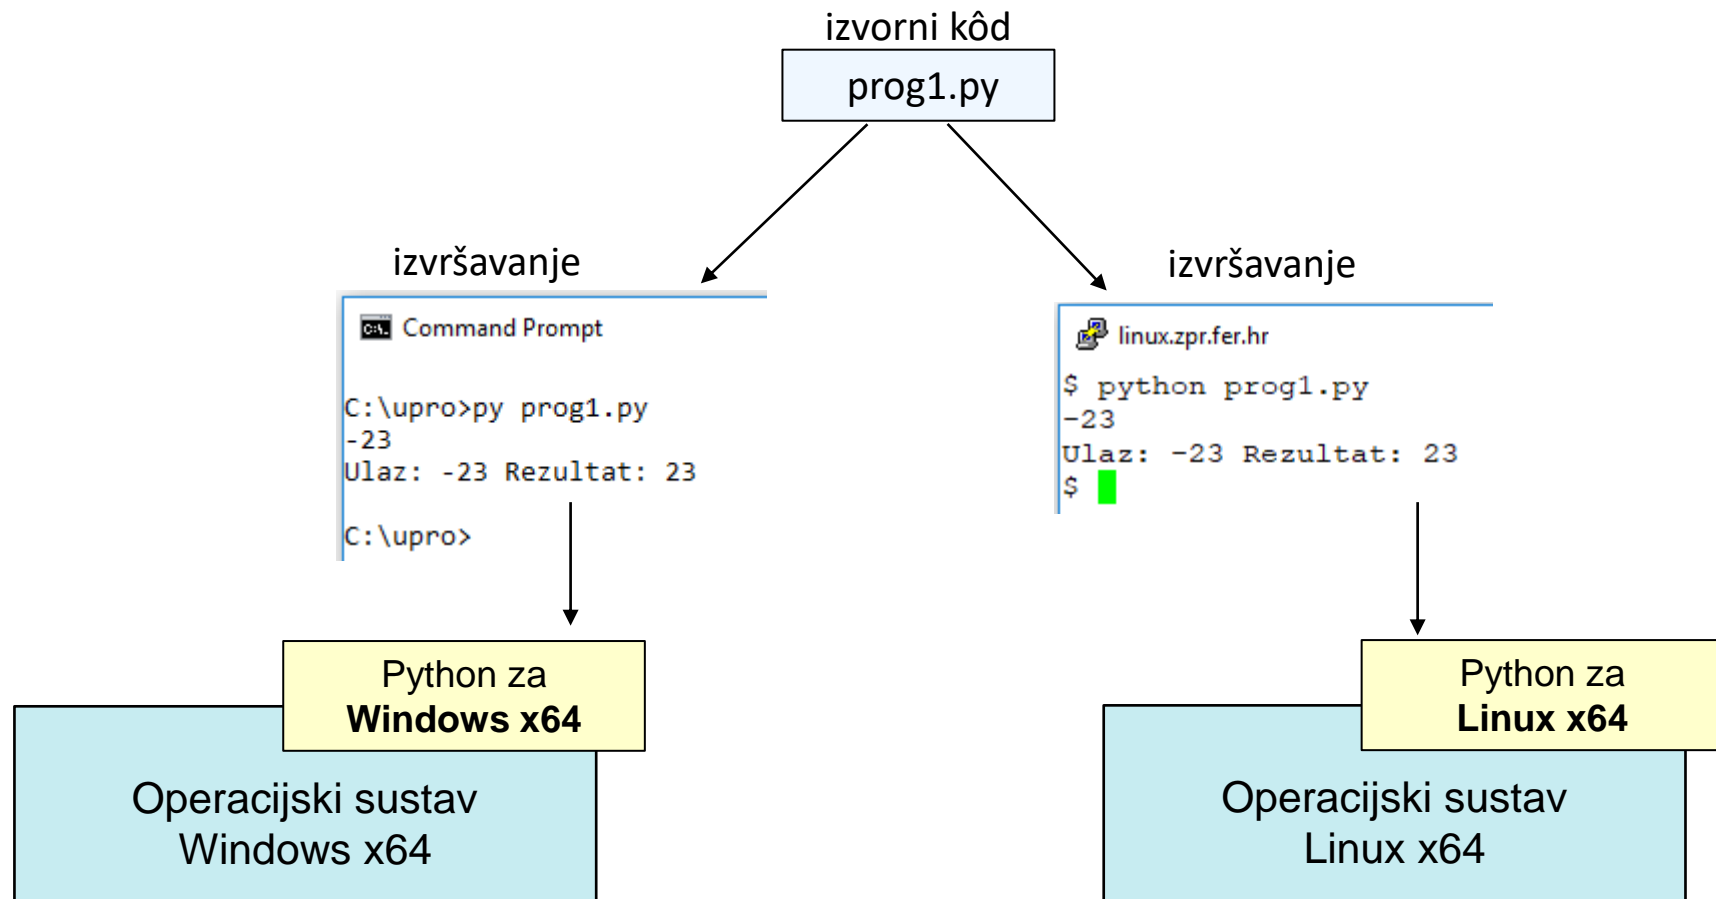 izvorni kôd
prog1.py
izvršavanje
Command Prompt
C:\upro>py prog1.py
-23
Ulaz: -23 Rezultat: 23
C:\upro>
Python za
Windows x64
Operacijski sustav
Windows x64
izvršavanje
linux.zpr.fer.hr
$ python prog1.py
-23
Ulaz: -23 Rezultat: 23
$
Python za
Linux x64
Operacijski sustav
Linux x64